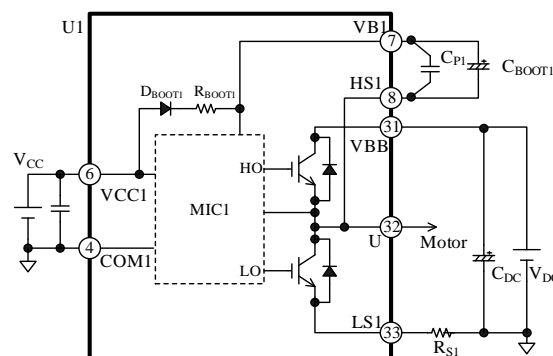 U1
VB1
7
CP1
CBOOT1
HS1
8
DBOOT1
RBOOT1
31
VBB
VCC
6
VCC1
HO
MIC1
32
U
Motor
4
COM1
LO
CDC
VDC
LS1
33
RS1